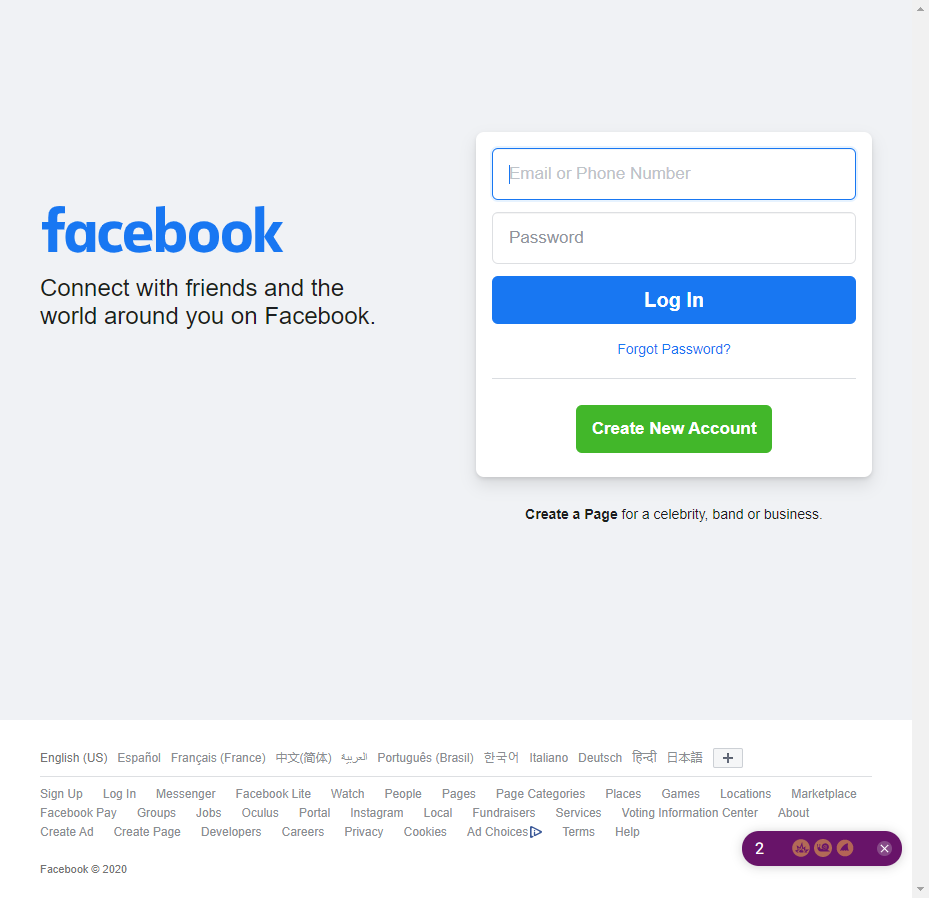 facebook
Connect with friends and the
world around you on Facebook.
Email or Phone Number
Password
Log In
Forgot Password?
Create New Account
Create a Page for a celebrity, band or business.
English (US) Español Français (France) 中文(简体) العربية Português (Brasil) 한국어 Italiano Deutsch हिन्दी 日本語
Sign Up Log In Messenger Facebook Lite Watch People Pages Page Categories Places Games Locations Marketplace
Facebook Pay Groups Jobs Oculus Portal Instagram Local Fundraisers Services Voting Information Center About
Create Ad Create Page Developers Careers Privacy Cookies Ad Choices Terms Help
2
Facebook © 2020